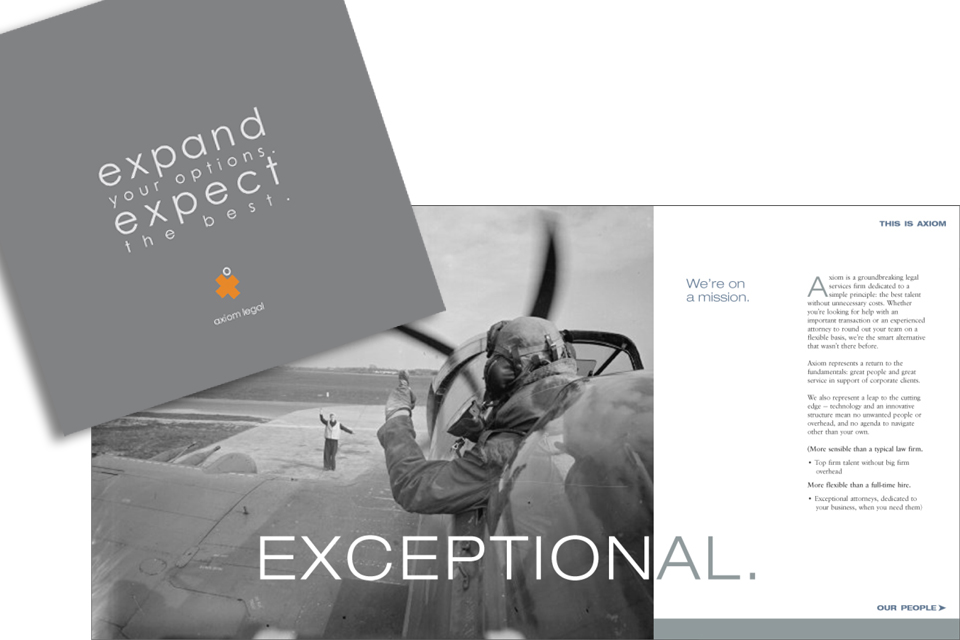 expand
your options.
expect
the best.
axiom legal
THIS IS AXIOM
We're on
a mission.
Axiom is a groundbreaking legal
services firm dedicated to a
simple principle: the best talent
without unnecessary costs. Whether
you're looking for help with an
important transaction or an experienced
attorney to round out your team on a
flexible basis, we're the smart alternative
that wasn't there before.
Axiom represents a return to the
fundamentals: great people and great
service in support of corporate clients.
We also represent a leap to the cutting
edge – technology and an innovative
structure mean no unwanted people or
overhead, and no agenda to navigate
other than your own.
(More sensible than a typical law firm.
• Top firm talent without big firm
overhead
More flexible than a full-time hire.
• Exceptional attorneys, dedicated to
your business, when you need them)
EXCEPTIONAL.
OUR PEOPLE ➤